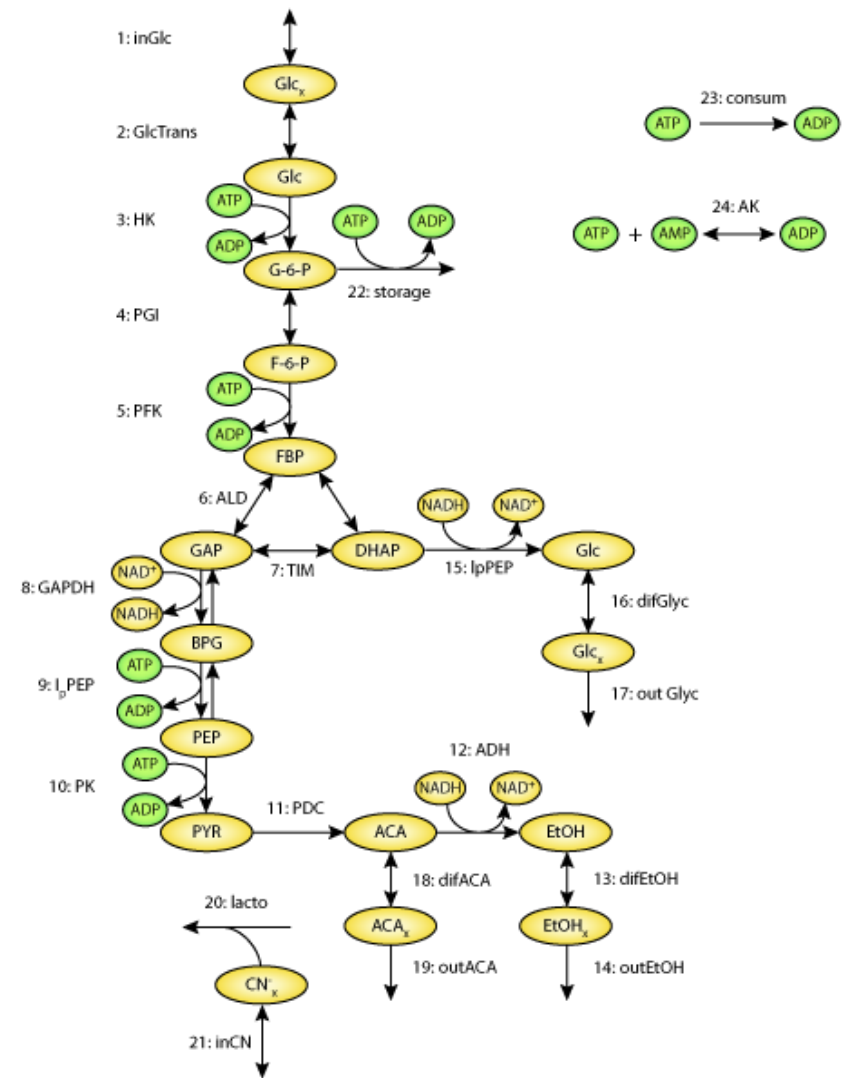 1: inGlc
Glcx
2: GlcTrans
Glc
ATP
3: HK
ADP
G-6-P
ATP
ADP
22: storage
23: consum
ATP
ADP
24: AK
ATP + AMP
ADP
4: PGI
F-6-P
ATP
5: PFK
ADP
FBP
6: ALD
GAP
7: TIM
DHAP
NADH
NAD+
15: lpPEP
Glc
16: difGlyc
Glcx
17: out Glyc
NAD+
8: GAPDH
NADH
BPG
ATP
9: IpPEP
ADP
PEP
ATP
10: PK
ADP
PYR
11: PDC
ACA
12: ADH
NADH
NAD+
EtOH
18: difACA
13: difEtOH
ACAx
EtOHx
19: outACA
14: outEtOH
20: lacto
CN-x
21: inCN